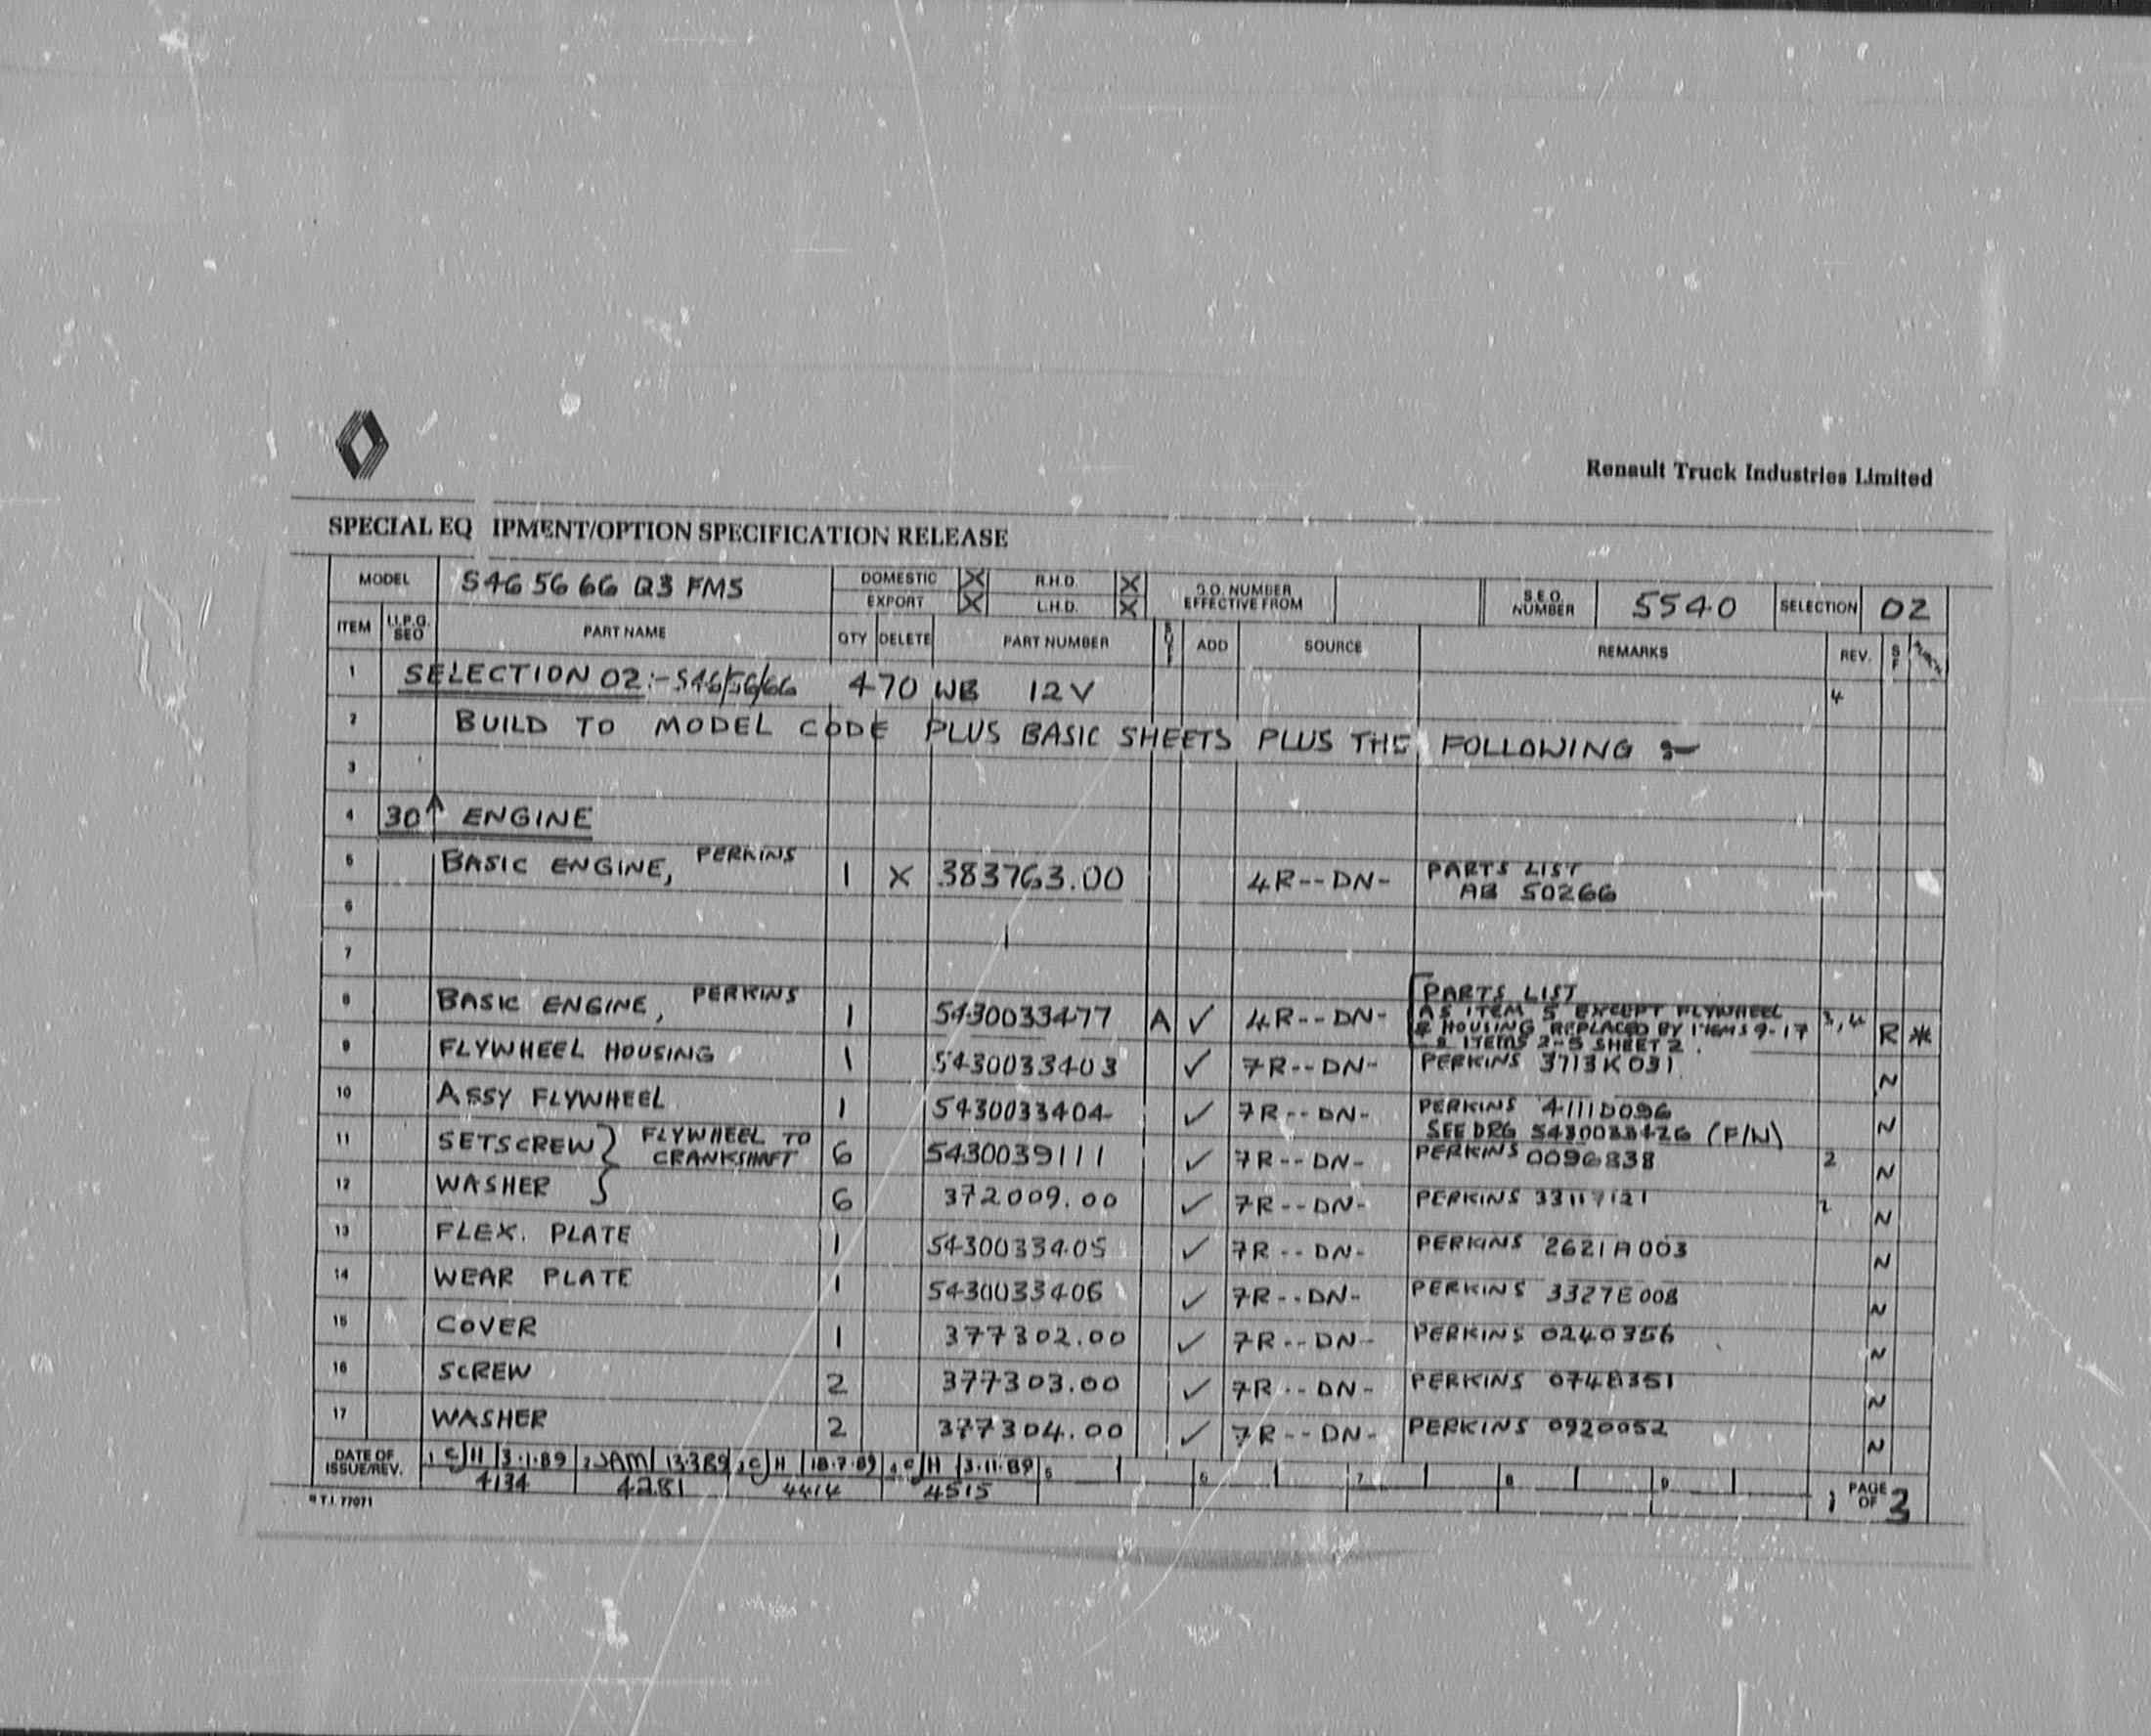 Renault Truck Industries Limited
SPECIAL EQ IPMENT/OPTION SPECIFICATION RELEASE
MODEL S46 56 66 Q3 FMS DOMESTIC X R.H.D. X S.O. NUMBER EFFECTIVE FROM S.E.O. NUMBER 5540 SELECTION 02
EXPORT X L.H.D. X
ITEM U.P.G. SEO PART NAME QTY DELETE PART NUMBER ADD SOURCE REMARKS REV. S F
1 SELECTION 02:- S46/56/66 470 WB 12V 4
2 BUILD TO MODEL CODE PLUS BASIC SHEETS PLUS THE FOLLOWING :-
3
4 30 ENGINE
5 BASIC ENGINE, PERKINS 1 X 383763.00 4R--DN- PARTS LIST
AB 50266
6
7
8 BASIC ENGINE, PERKINS 1 5430033477 A ✓ 4R--DN- PARTS LIST
AS ITEM 5 EXCEPT FLYWHEEL
& HOUSING REPLACED BY ITEMS 9-17 3,4 R *
& ITEMS 2-5 SHEET 2.
9 FLYWHEEL HOUSING 1 5430033403 ✓ 7R--DN- PERKINS 3713K031 N
10 ASSY FLYWHEEL 1 5430033404 ✓ 7R--DN- PERKINS 4111D096 N
SEE DRG 5430033426 (F/N)
11 SETSCREW } FLYWHEEL TO CRANKSHAFT 6 5430039111 ✓ 7R--DN- PERKINS 0096838 2 N
12 WASHER } 6 372009.00 ✓ 7R--DN- PERKINS 33117121 2 N
13 FLEX. PLATE 1 5430033405 ✓ 7R--DN- PERKINS 2621A003 N
14 WEAR PLATE 1 5430033406 ✓ 7R--DN- PERKINS 3327E008 N
15 COVER 1 377302.00 ✓ 7R--DN- PERKINS 0240356 N
16 SCREW 2 377303.00 ✓ 7R--DN- PERKINS 0748351 N
17 WASHER 2 377304.00 ✓ 7R--DN- PERKINS 0920052 N
DATE OF ISSUE/REV. 1 CJH 3.1.89 2 JAM 13.3.89 3 CJH 18.7.89 4 CJH 3.11.89 5 6 7 8 9
4134 4281 4414 4515 1 PAGE OF 3
R.T.I. 77071